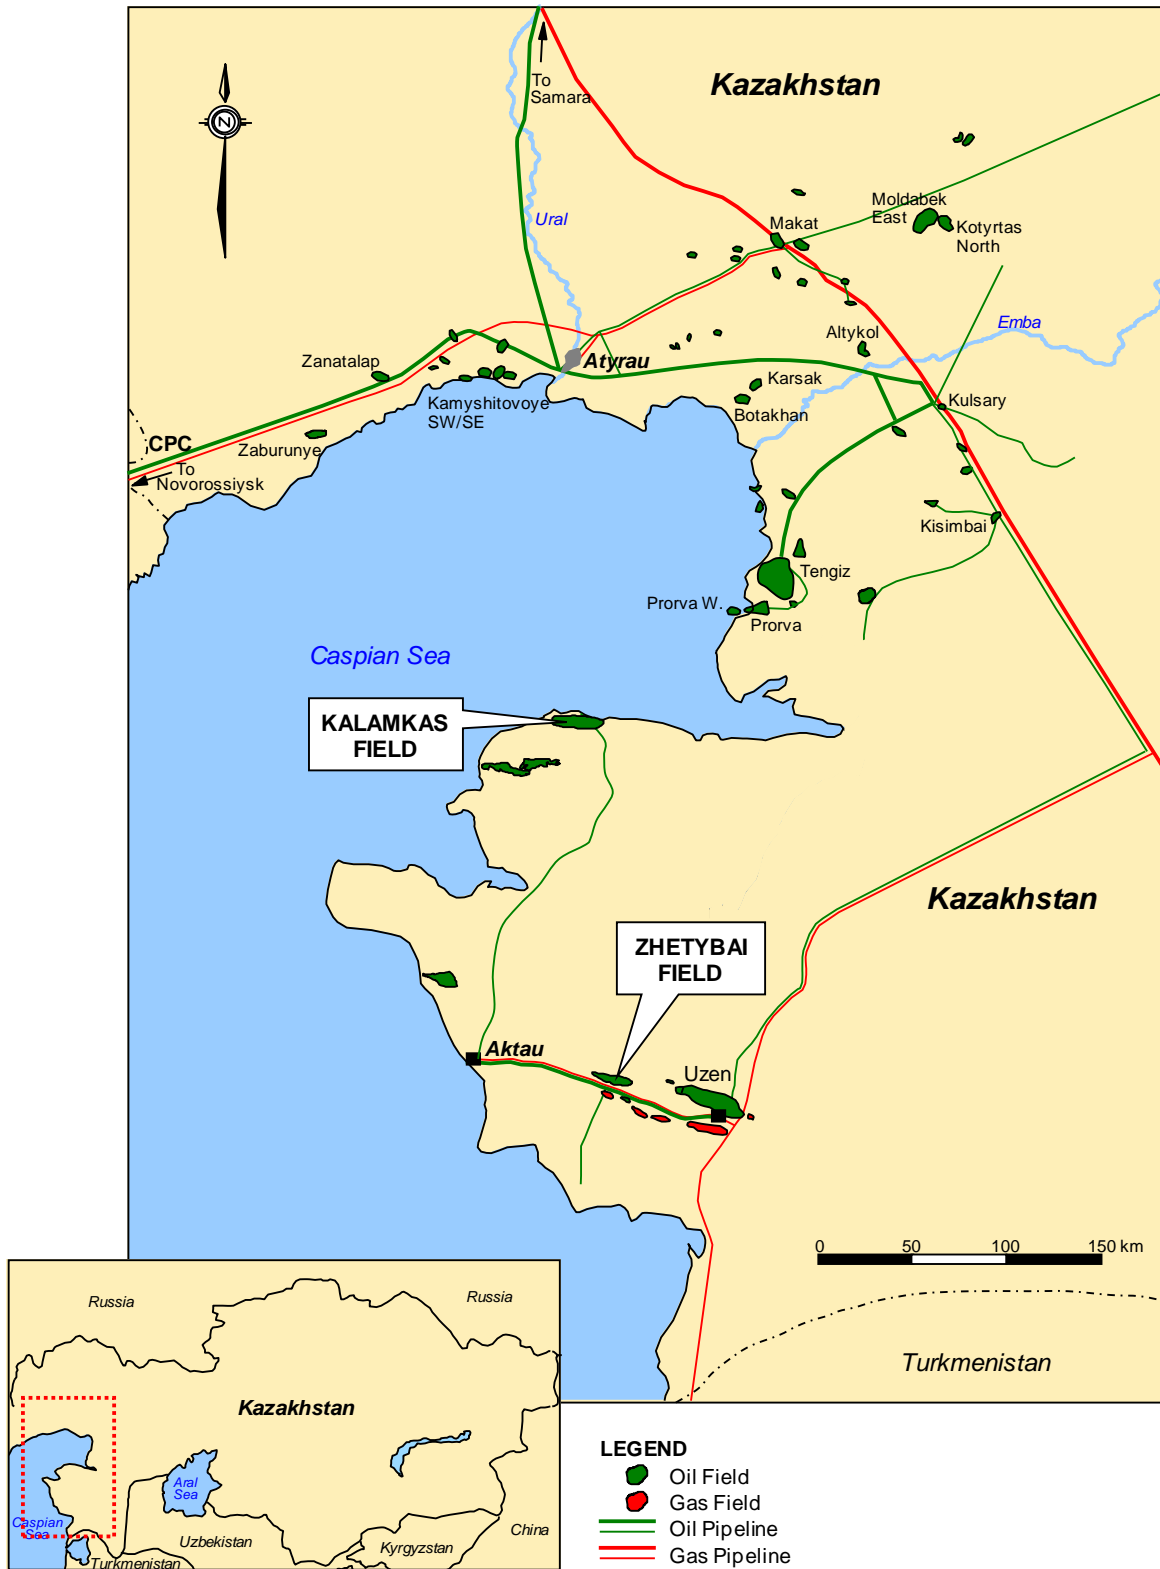 To
Samara
Kazakhstan
N
Ural
Makat
Moldabek
East
Kotyrtas
North
Emba
Altykol
Zanatalap
Atyrau
Karsak
Kamyshitovoye
SW/SE
Botakhan
Kulsary
CPC
Zaburunye
To
Novorossiysk
Kisimbai
Tengiz
Prorva W.
Prorva
Caspian Sea
KALAMKAS
FIELD
Kazakhstan
ZHETYBAI
FIELD
Aktau
Uzen
0 50 100 150 km
Turkmenistan
Russia
Russia
Kazakhstan
Aral
Sea
Caspian
Sea
Uzbekistan
China
Kyrgyzstan
Turkmenistan
LEGEND
Oil Field
Gas Field
Oil Pipeline
Gas Pipeline